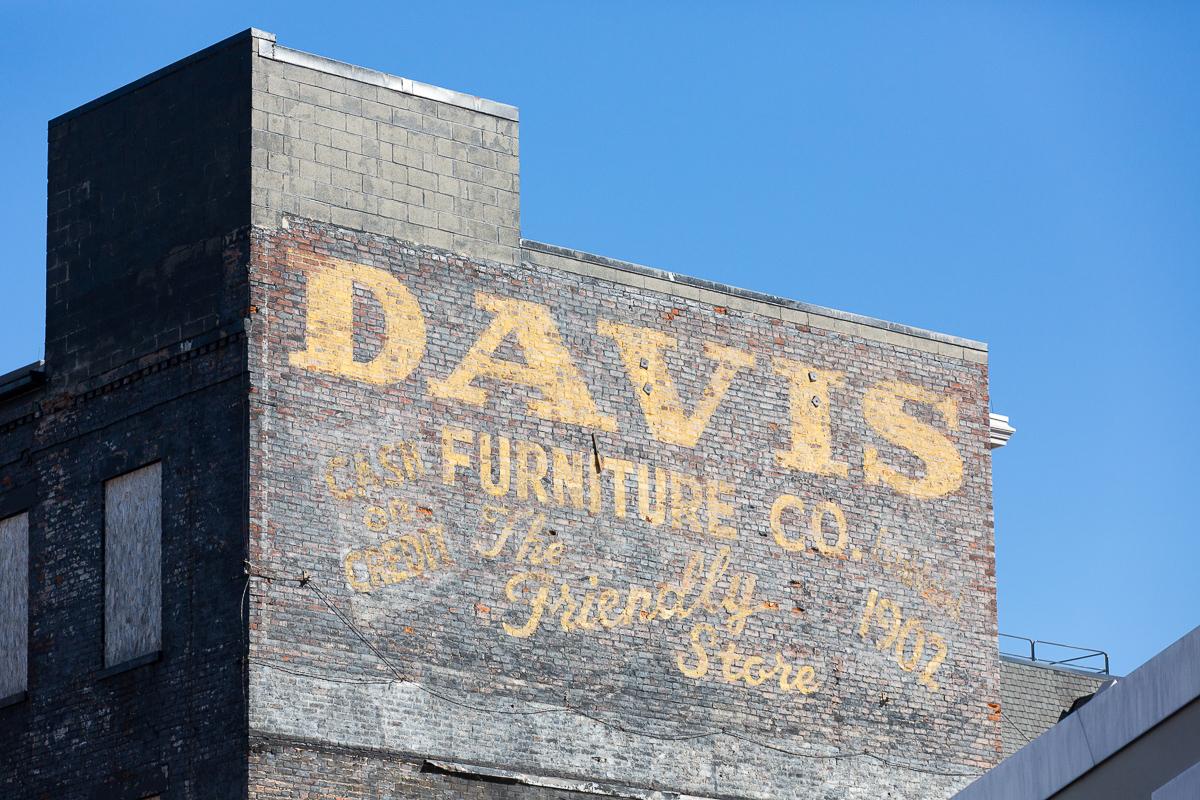 DAVIS
FURNITURE CO.
CASH
OR
CREDIT
The
Friendly
Store
1902